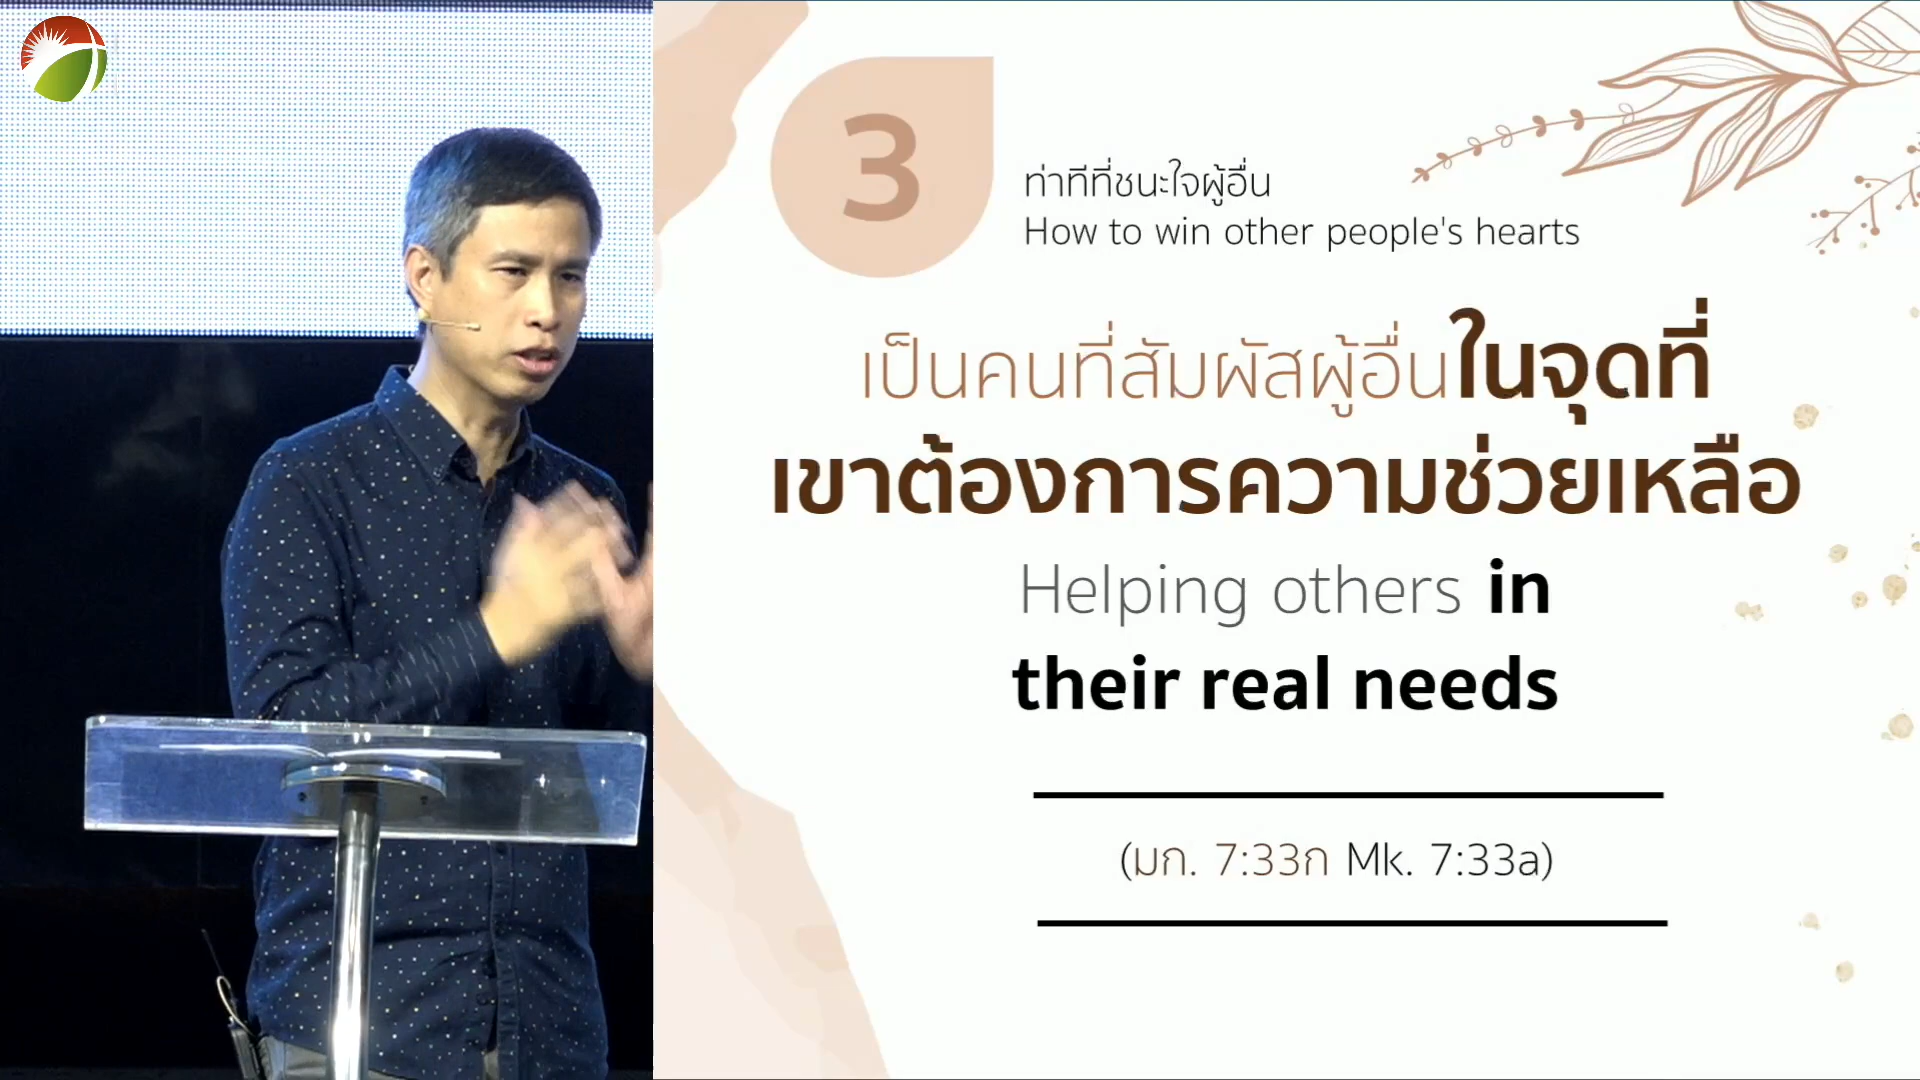 3
ท่าทีที่ชนะใจผู้อื่น
How to win other people's hearts
เป็นคนที่สัมผัสผู้อื่นในจุดที่
เขาต้องการความช่วยเหลือ
Helping others in
their real needs
(มก. 7:33ก Mk. 7:33a)